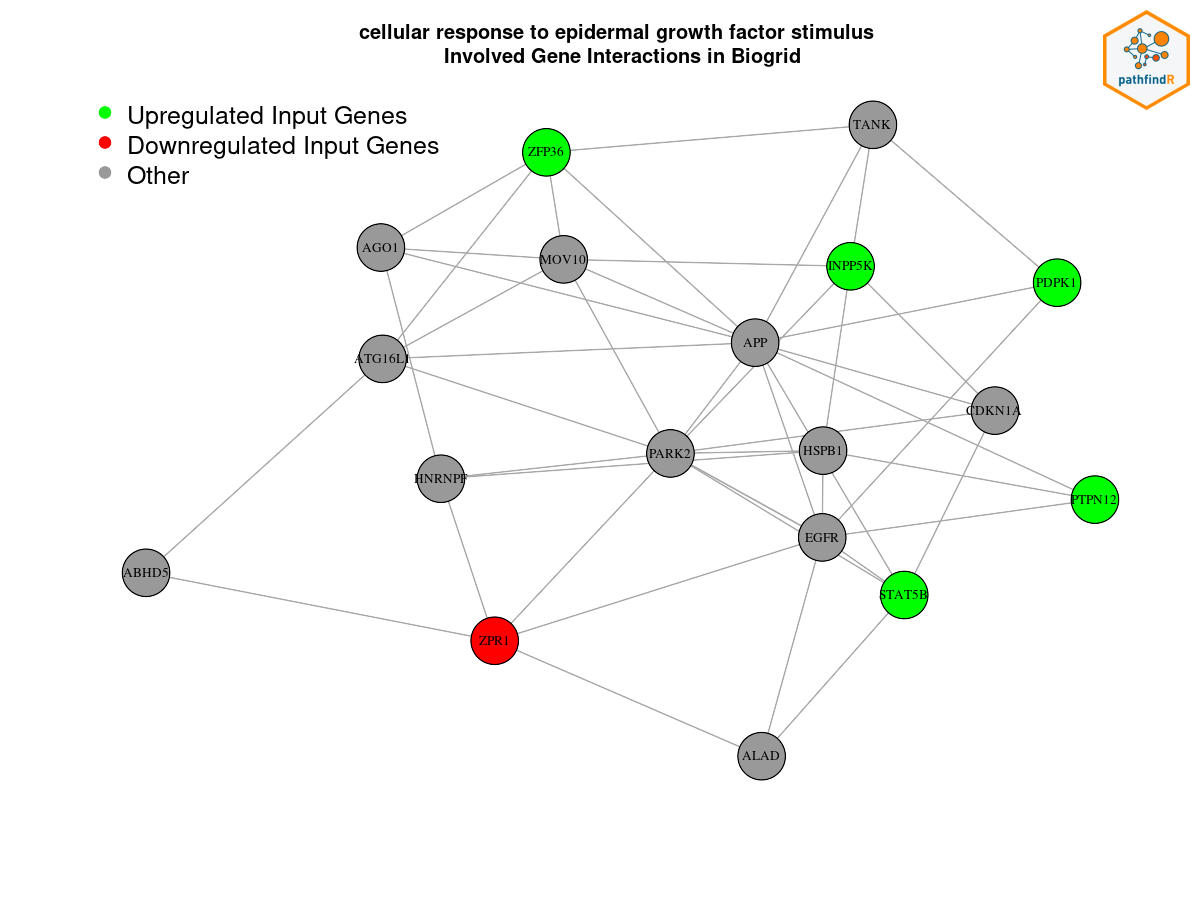 cellular response to epidermal growth factor stimulus
Involved Gene Interactions in Biogrid
pathfindR
Upregulated Input Genes
Downregulated Input Genes
Other
TANK
ZFP36
AGO1
MOV10
INPP5K
PDPK1
APP
ATG16L1
CDKN1A
PARK2
HSPB1
HNRNPF
PTPN12
EGFR
ABHD5
STAT5B
ZPR1
ALAD